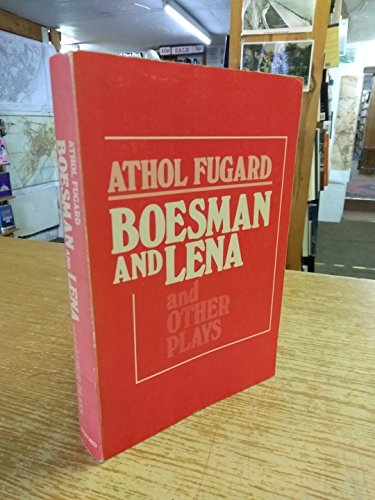 ATHOL FUGARD
BOESMAN
AND LENA
and
OTHER
PLAYS
ATHOL FUGARD
BOESMAN AND LENA
SALE